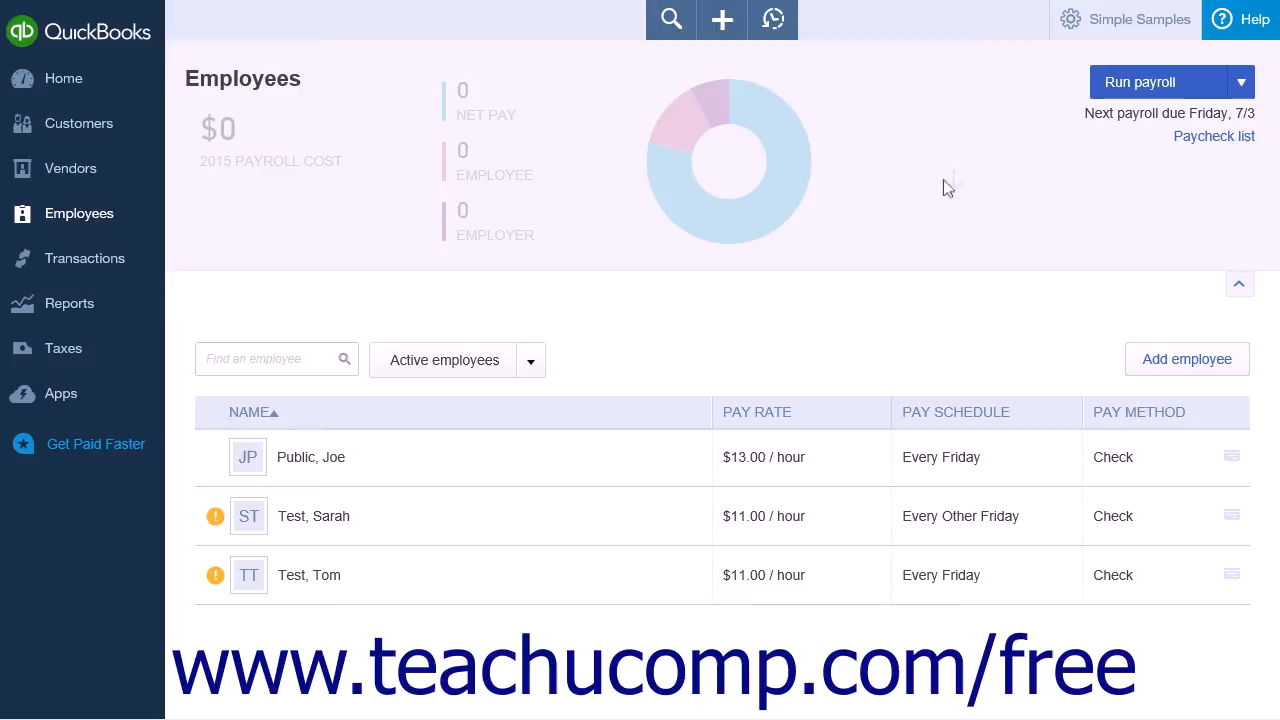 QuickBooks
Simple Samples
Help
Home
Customers
Vendors
Employees
Transactions
Reports
Taxes
Apps
Get Paid Faster
Employees
$0
2015 PAYROLL COST
0
NET PAY
0
EMPLOYEE
0
EMPLOYER
Run payroll
Next payroll due Friday, 7/3
Paycheck list
Find an employee
Active employees
Add employee
NAME PAY RATE PAY SCHEDULE PAY METHOD
JP Public, Joe $13.00 / hour Every Friday Check
ST Test, Sarah $11.00 / hour Every Other Friday Check
TT Test, Tom $11.00 / hour Every Friday Check
www.teachucomp.com/free